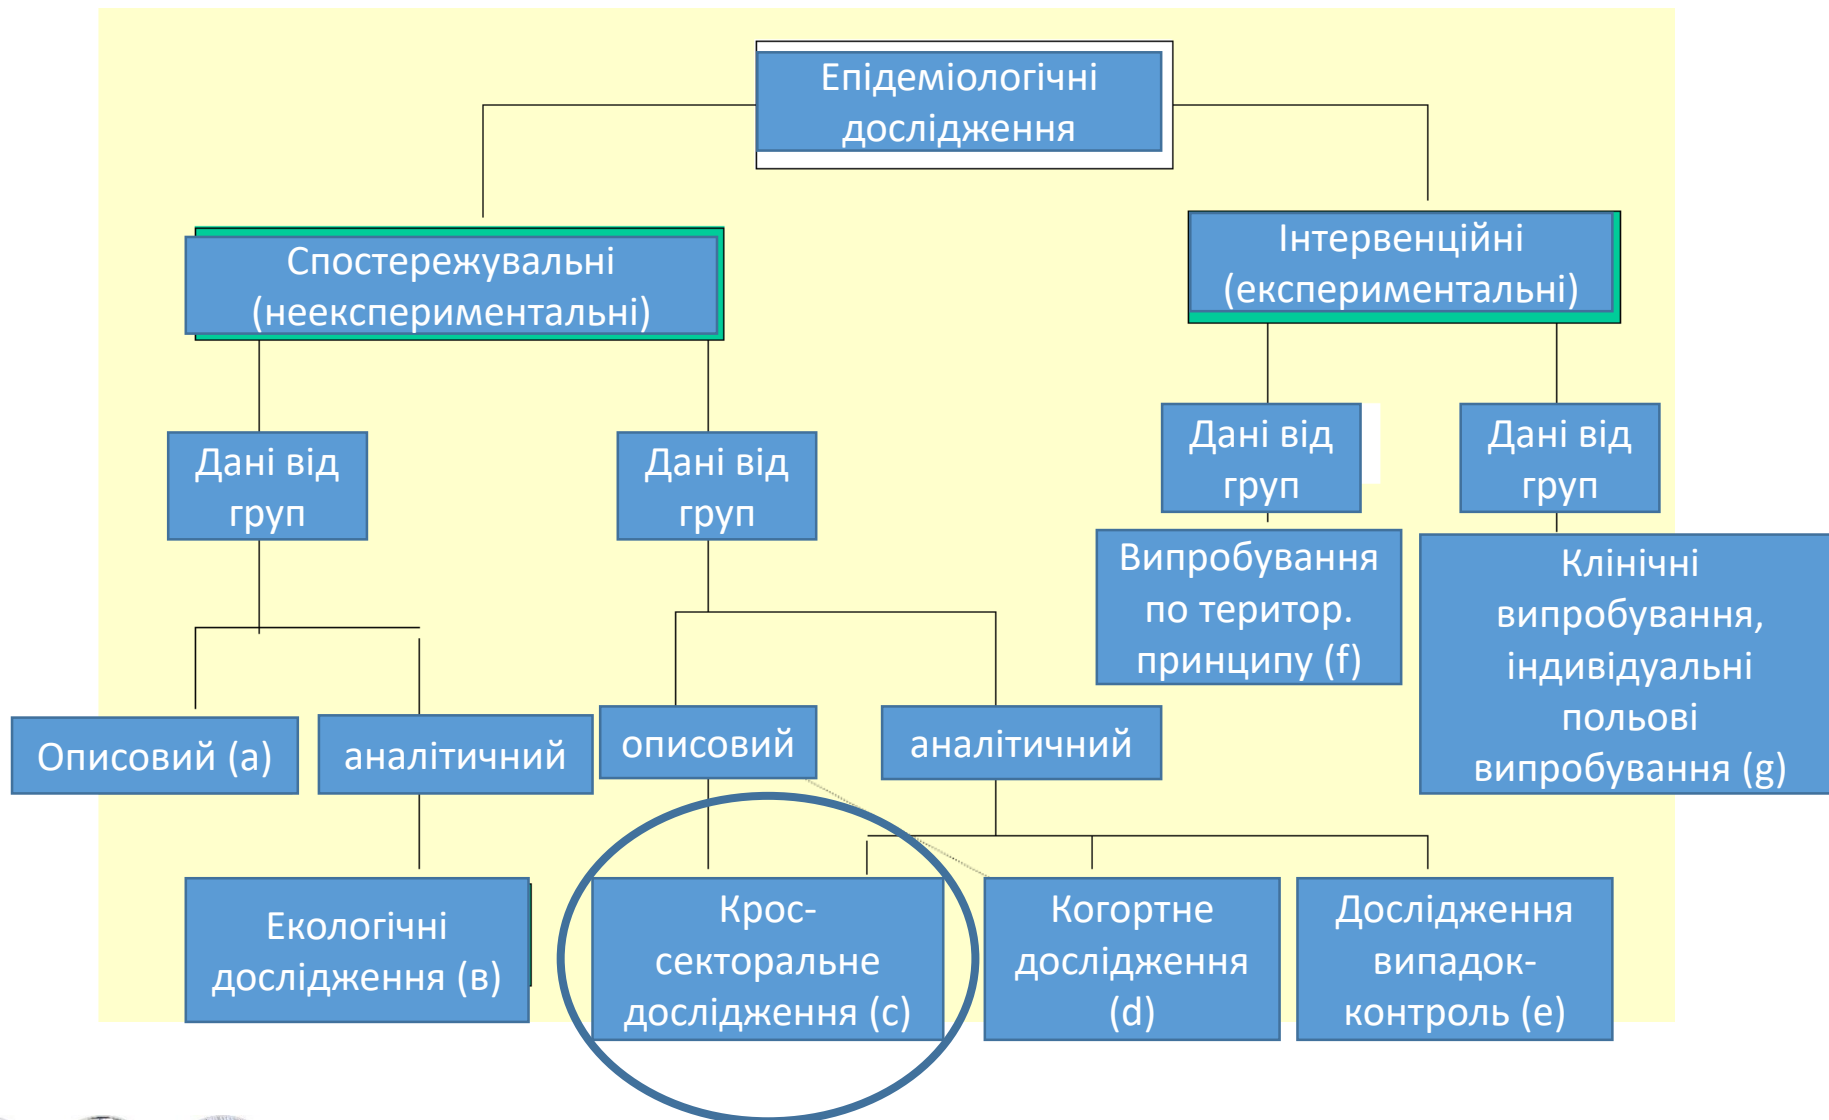 Епідеміологічні
дослідження
Спостережувальні
(неекспериментальні)
Інтервенційні
(експериментальні)
Дані від
груп
Дані від
груп
Дані від
груп
Дані від
груп
Випробування
по територ.
принципу (f)
Клінічні
випробування,
індивідуальні
польові
випробування (g)
Описовий (а)
аналітичний
описовий
аналітичний
Екологічні
дослідження (в)
Крос-
секторальне
дослідження (с)
Когортне
дослідження
(d)
Дослідження
випадок-
контроль (е)